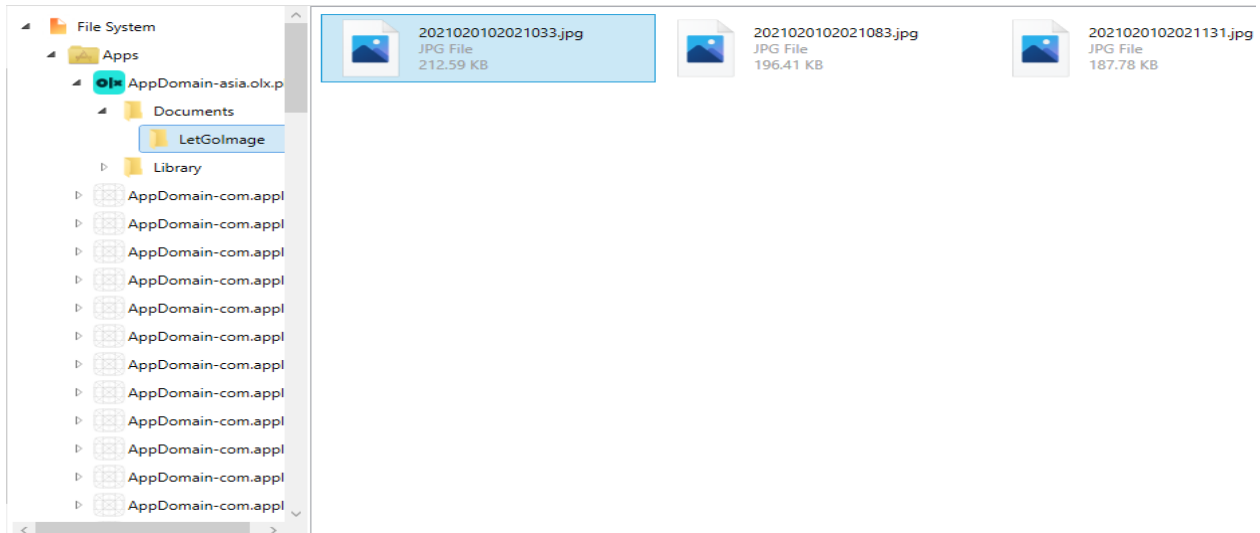 File System
Apps
olx AppDomain-asia.olx.p
Documents
LetGoImage
Library
AppDomain-com.appl
AppDomain-com.appl
AppDomain-com.appl
AppDomain-com.appl
AppDomain-com.appl
AppDomain-com.appl
AppDomain-com.appl
AppDomain-com.appl
AppDomain-com.appl
AppDomain-com.appl
AppDomain-com.appl
AppDomain-com.appl
2021020102021033.jpg
JPG File
212.59 KB
2021020102021083.jpg
JPG File
196.41 KB
2021020102021131.jpg
JPG File
187.78 KB